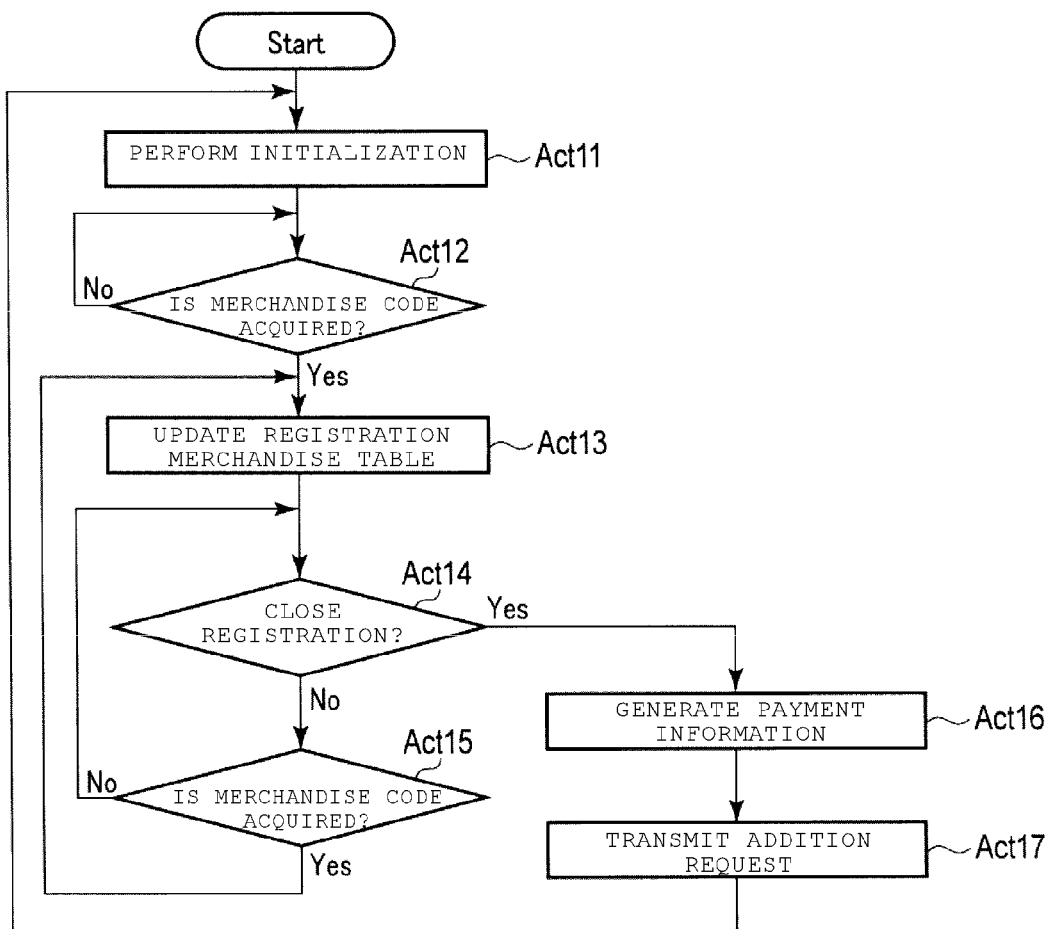 Start
PERFORM INITIALIZATION
Act11
Act12
No
IS MERCHANDISE CODE
ACQUIRED?
Yes
UPDATE REGISTRATION
MERCHANDISE TABLE
Act13
Act14
CLOSE
REGISTRATION?
Yes
No
GENERATE PAYMENT
INFORMATION
Act16
Act15
No
IS MERCHANDISE CODE
ACQUIRED?
Yes
TRANSMIT ADDITION
REQUEST
Act17